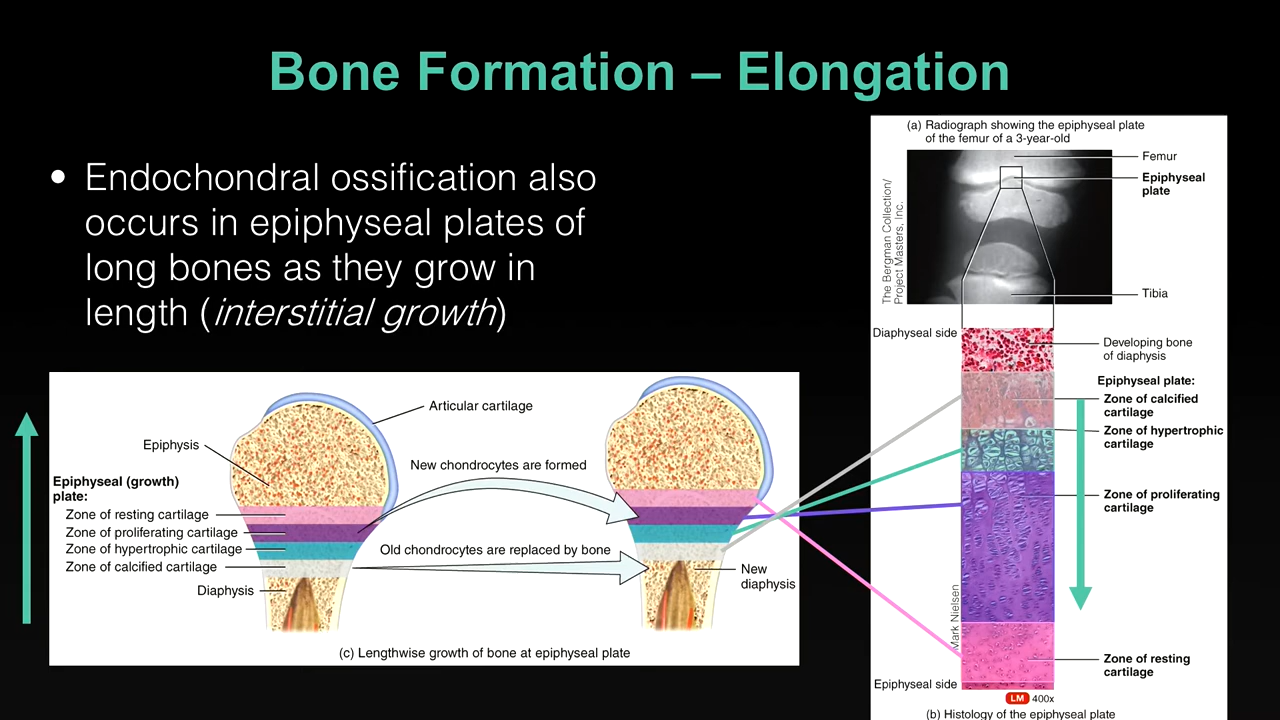 Bone Formation – Elongation
• Endochondral ossification also
occurs in epiphyseal plates of
long bones as they grow in
length (interstitial growth)
Articular cartilage
Epiphysis
New chondrocytes are formed
Epiphyseal (growth)
plate:
Zone of resting cartilage
Zone of proliferating cartilage
Zone of hypertrophic cartilage
Zone of calcified cartilage
Old chondrocytes are replaced by bone
Diaphysis
New
diaphysis
(c) Lengthwise growth of bone at epiphyseal plate
(a) Radiograph showing the epiphyseal plate
of the femur of a 3-year-old
The Bergman Collection/
Project Masters, Inc.
Femur
Epiphyseal
plate
Tibia
Diaphyseal side
Developing bone
of diaphysis
Epiphyseal plate:
Zone of calcified
cartilage
Zone of hypertrophic
cartilage
Zone of proliferating
cartilage
Mark Nielsen
Zone of resting
cartilage
Epiphyseal side
LM 400x
(b) Histology of the epiphyseal plate